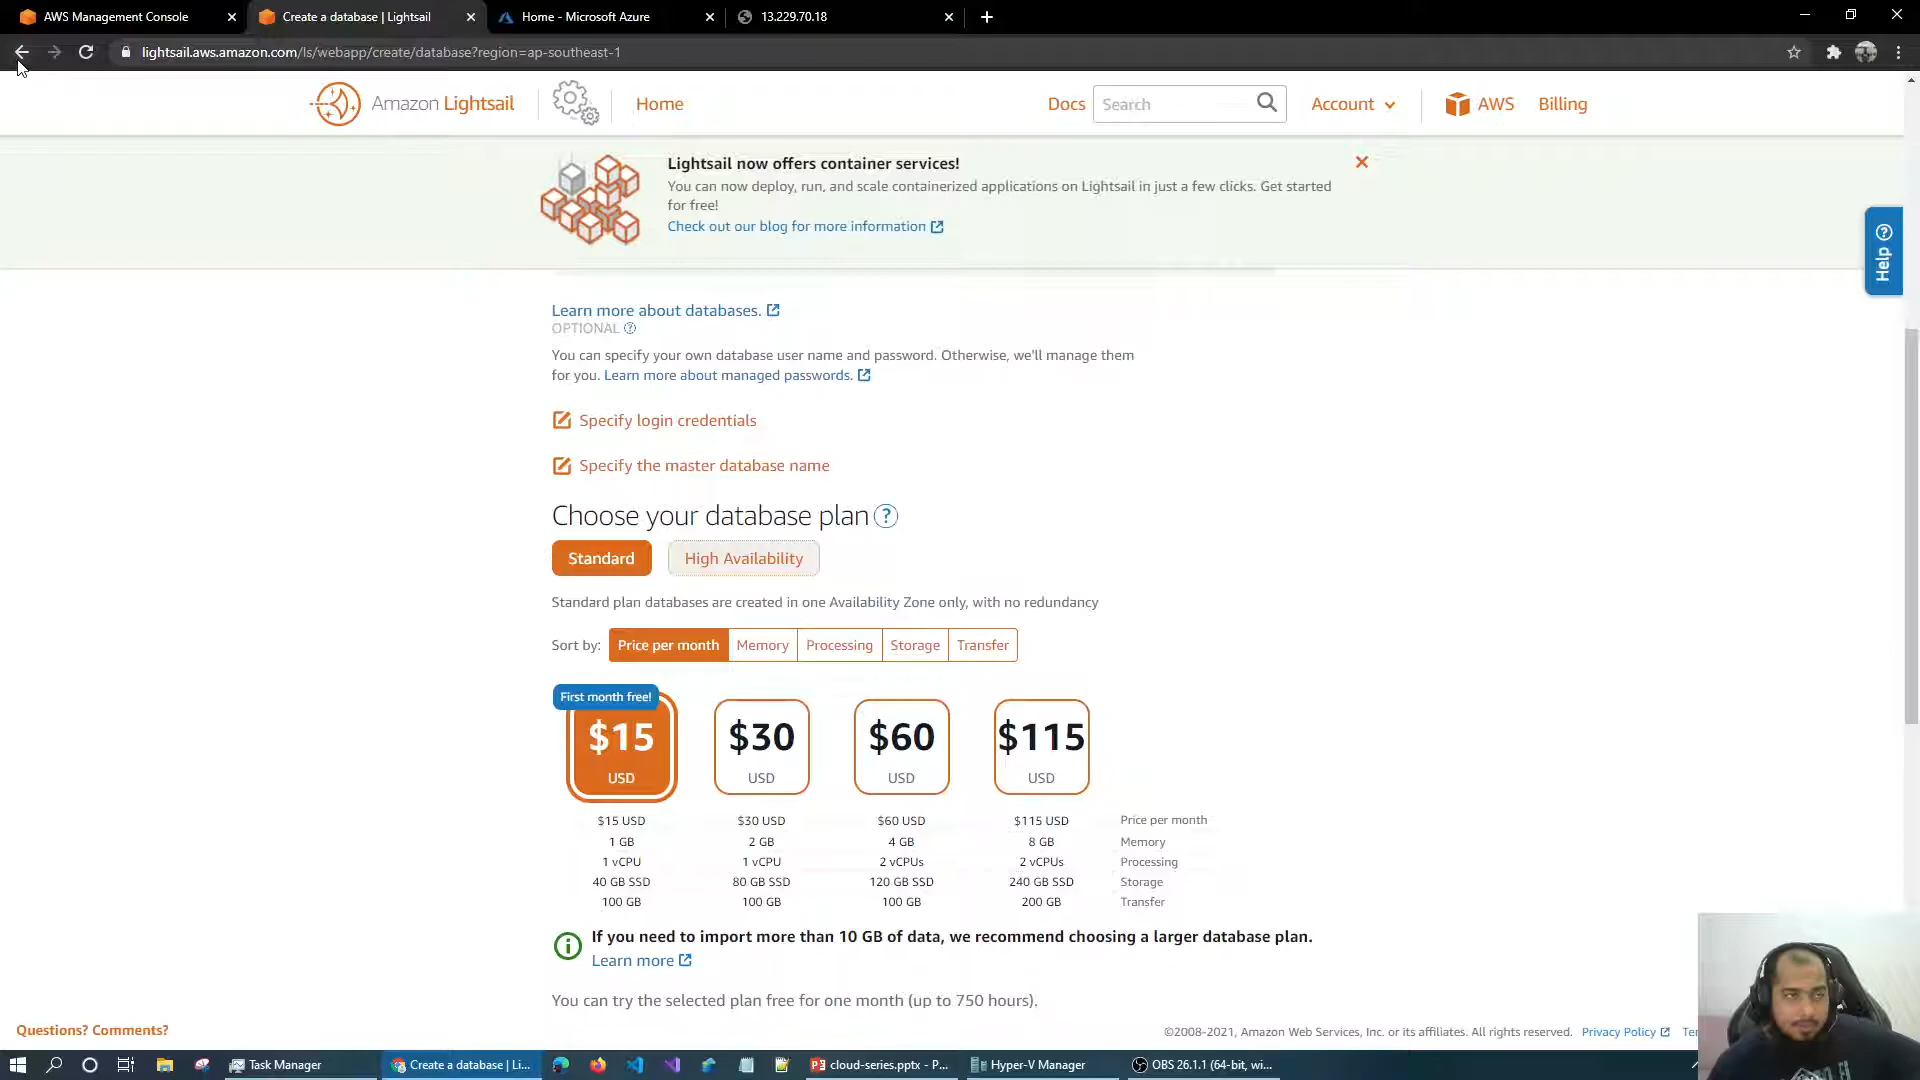 AWS Management Console
Create a database | Lightsail
Home - Microsoft Azure
13.229.70.18
lightsail.aws.amazon.com/ls/webapp/create/database?region=ap-southeast-1
Amazon Lightsail
Home
Docs
Search
Account
AWS
Billing
Lightsail now offers container services!
You can now deploy, run, and scale containerized applications on Lightsail in just a few clicks. Get started
for free!
Check out our blog for more information
Help
Learn more about databases.
OPTIONAL
You can specify your own database user name and password. Otherwise, we'll manage them
for you. Learn more about managed passwords.
Specify login credentials
Specify the master database name
Choose your database plan
Standard
High Availability
Standard plan databases are created in one Availability Zone only, with no redundancy
Sort by: Price per month Memory Processing Storage Transfer
First month free!
$15 $30 $60 $115
USD USD USD USD
$15 USD $30 USD $60 USD $115 USD Price per month
1 GB 2 GB 4 GB 8 GB Memory
1 vCPU 1 vCPU 2 vCPUs 2 vCPUs Processing
40 GB SSD 80 GB SSD 120 GB SSD 240 GB SSD Storage
100 GB 100 GB 100 GB 200 GB Transfer
If you need to import more than 10 GB of data, we recommend choosing a larger database plan.
Learn more
You can try the selected plan free for one month (up to 750 hours).
Questions? Comments?
©2008-2021, Amazon Web Services, Inc. or its affiliates. All rights reserved. Privacy Policy
Task Manager
Create a database | Li...
cloud-series.pptx - P...
Hyper-V Manager
OBS 26.1.1 (64-bit, wi...